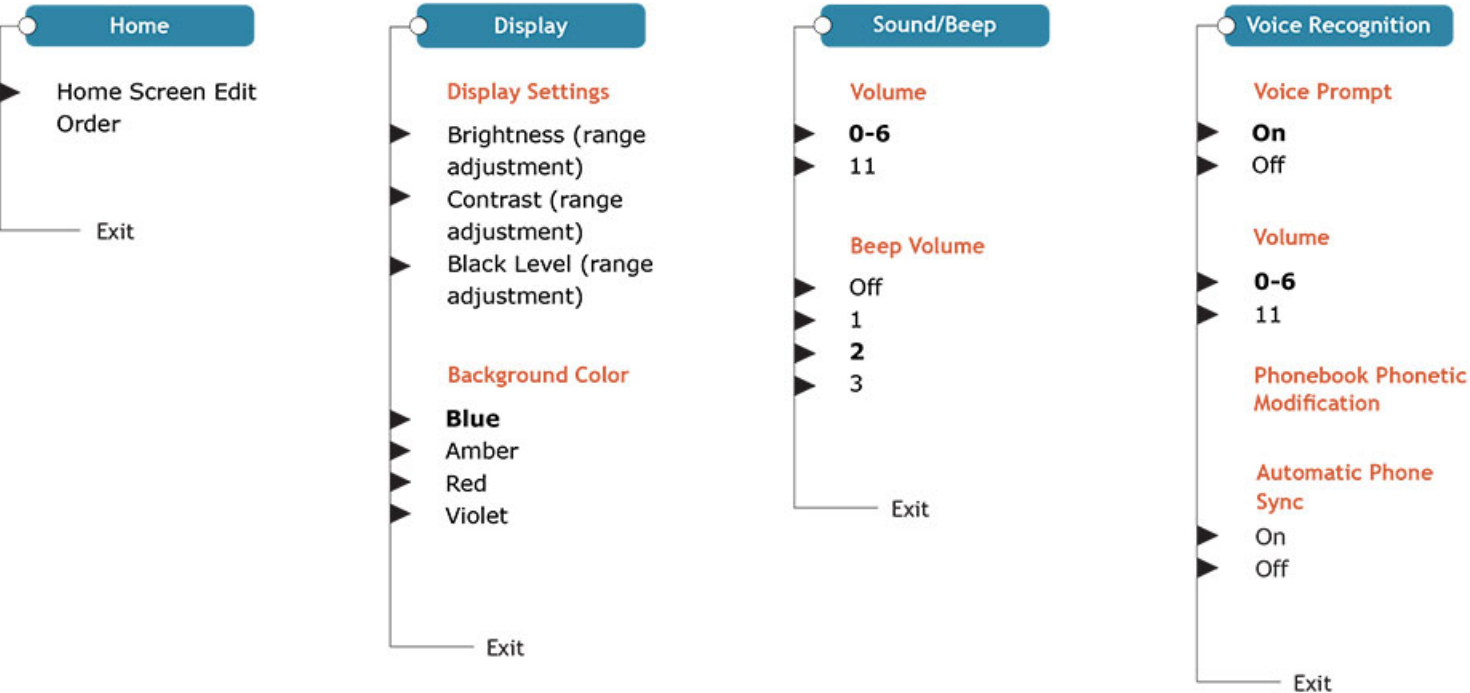 Home
Home Screen Edit
Order
Exit
Display
Display Settings
Brightness (range
adjustment)
Contrast (range
adjustment)
Black Level (range
adjustment)
Background Color
Blue
Amber
Red
Violet
Exit
Sound/Beep
Volume
0-6
11
Beep Volume
Off
1
2
3
Exit
Voice Recognition
Voice Prompt
On
Off
Volume
0-6
11
Phonebook Phonetic
Modification
Automatic Phone
Sync
On
Off
Exit